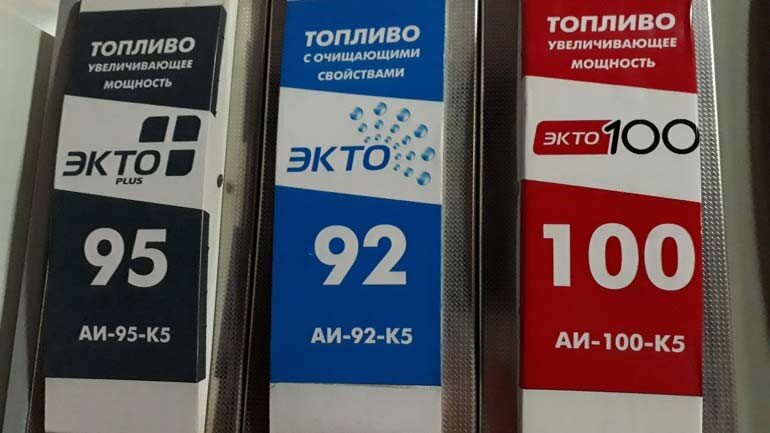 ТОПЛИВО
УВЕЛИЧИВАЮЩЕЕ
МОЩНОСТЬ
ЭКТО
PLUS
95
АИ-95-К5
ТОПЛИВО
С ОЧИЩАЮЩИМИ
СВОЙСТВАМИ
ЭКТО
92
АИ-92-К5
ТОПЛИВО
УВЕЛИЧИВАЮЩЕЕ
МОЩНОСТЬ
ЭКТО100
100
АИ-100-К5